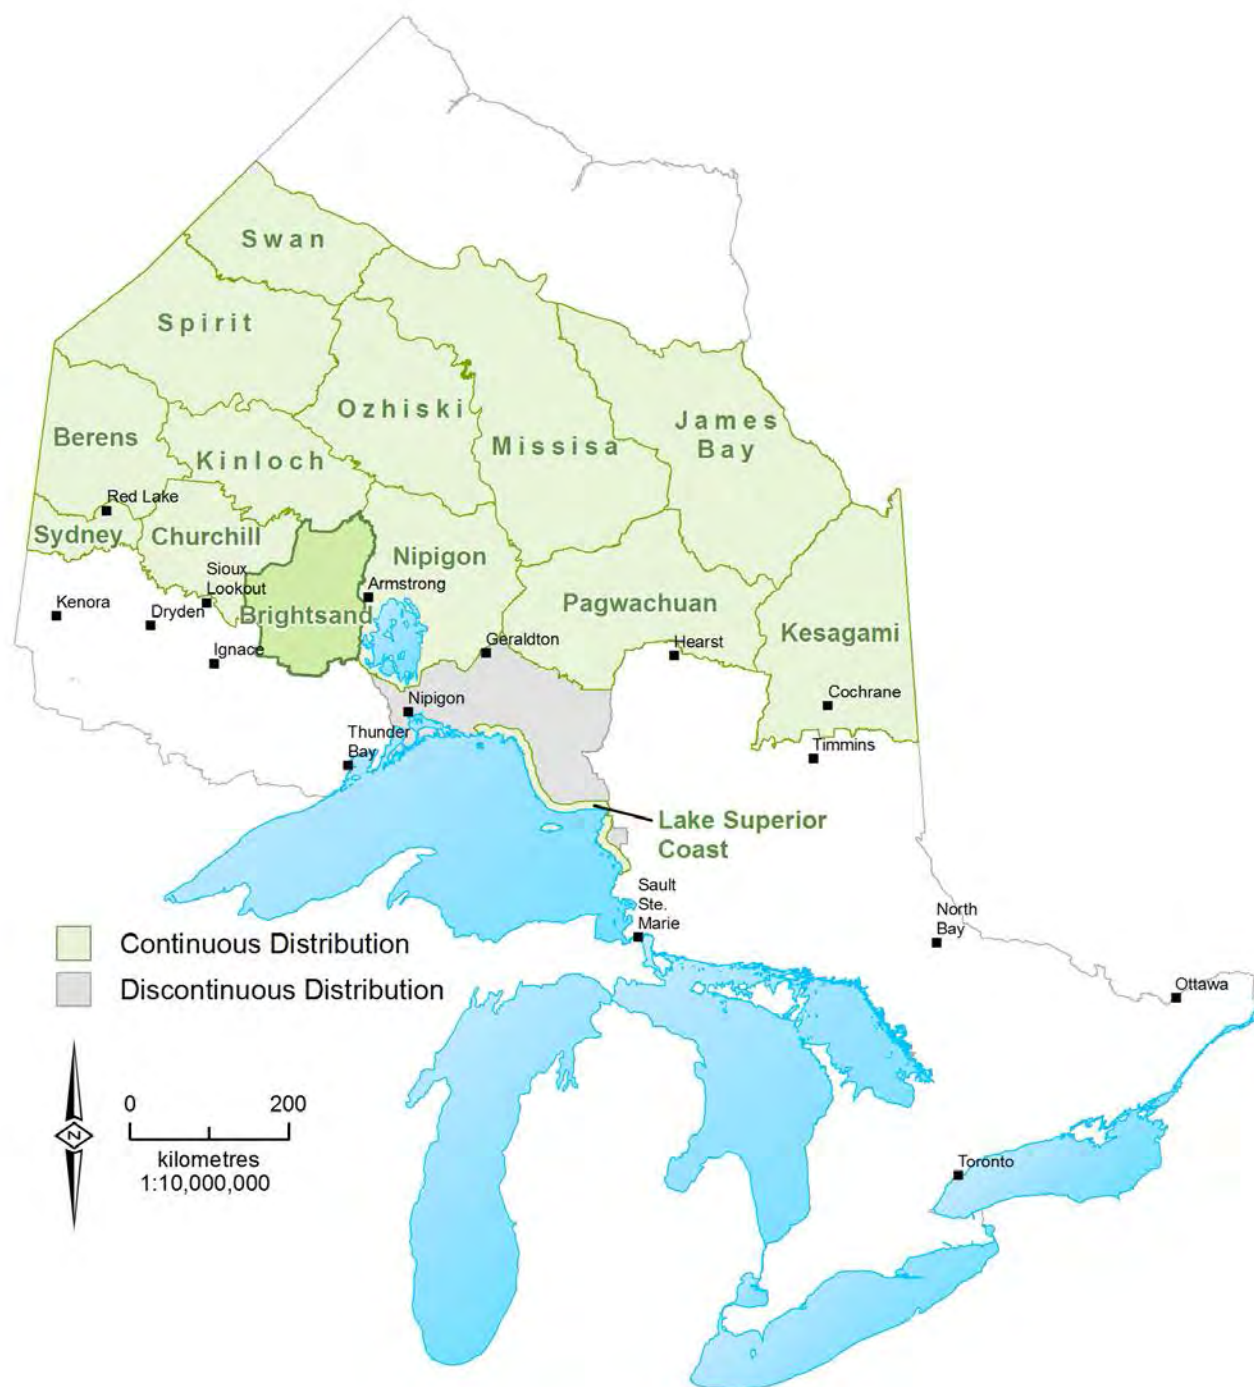 Swan
Spirit
Ozhiski
Berens
Kinloch
Missisa
James
Bay
Red Lake
Sydney
Churchill
Nipigon
Sioux
Lookout
Armstrong
Kenora
Dryden
Brightsand
Pagwachuan
Kesagami
Ignace
Geraldton
Hearst
Nipigon
Cochrane
Thunder
Bay
Timmins
Lake Superior
Coast
Sault
Ste.
Marie
North
Bay
Ottawa
Continuous Distribution
Discontinuous Distribution
0 200
N
kilometres
1:10,000,000
Toronto